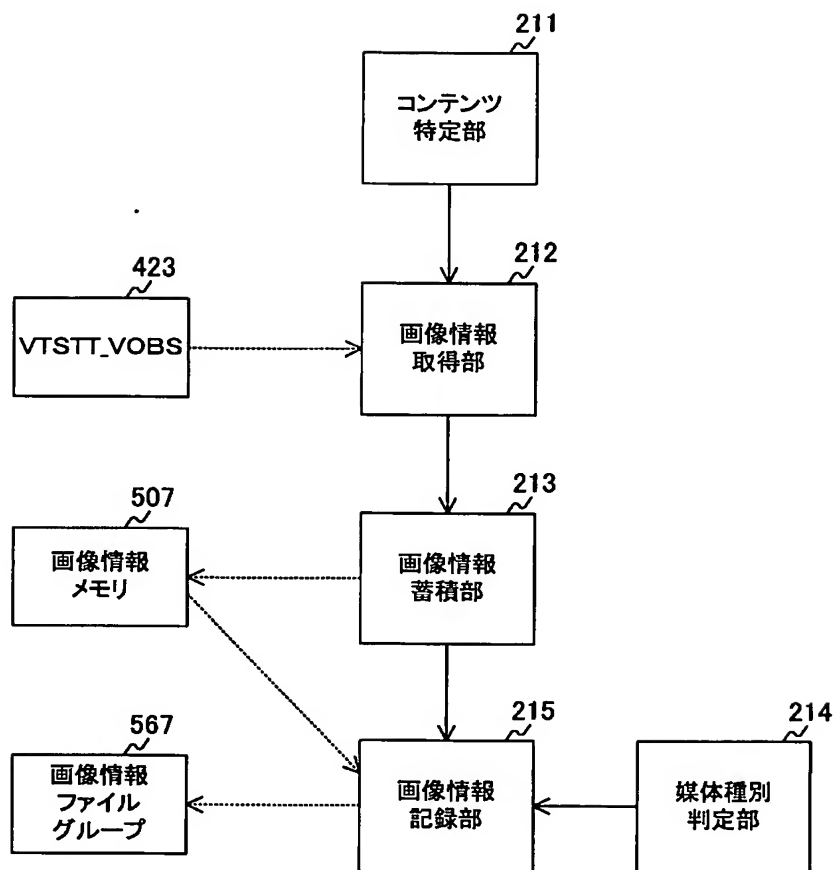 211
コンテンツ
特定部
212
423
VTSTT_VOBS
画像情報
取得部
213
507
画像情報
メモリ
画像情報
蓄積部
567
215
214
画像情報
ファイル
グループ
画像情報
記録部
媒体種別
判定部